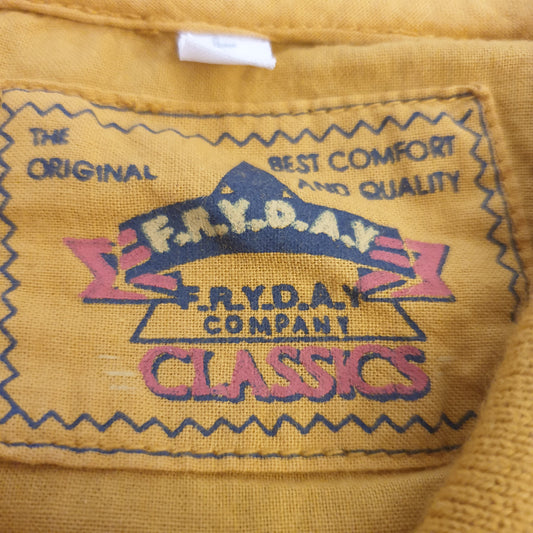 THE
ORIGINAL
BEST COMFORT
AND QUALITY
F.R.Y.D.A.Y
F.R.Y.D.A.Y
COMPANY
CLASSICS